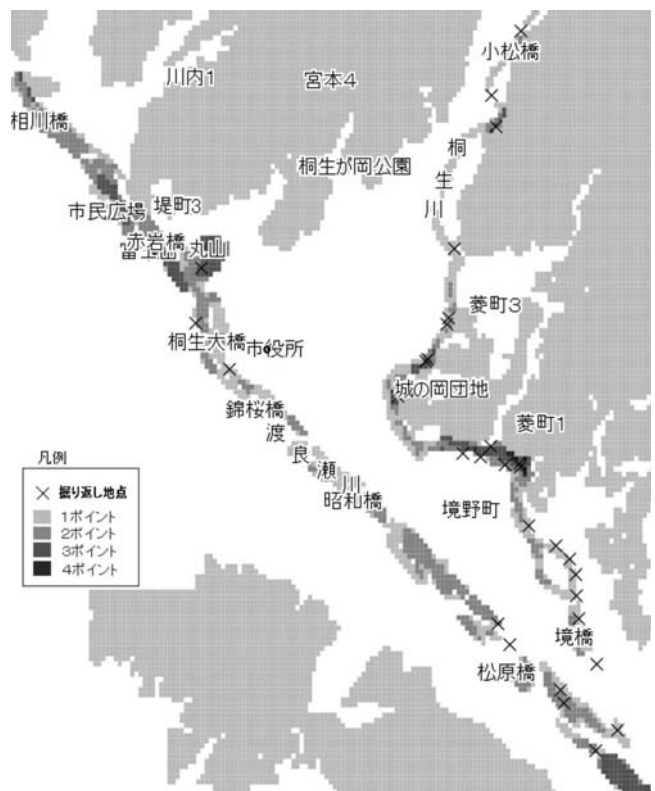 小松橋
川内1
宮本4
相川橋
桐生が岡公園
桐生川
堤町3
市民広場
赤岩橋
富士山
丸山
菱町3
桐生大橋
市役所
城の岡団地
錦桜橋
菱町1
渡良瀬川
昭和橋
境野町
境橋
松原橋
凡例
掘り返し地点
1ポイント
2ポイント
3ポイント
4ポイント